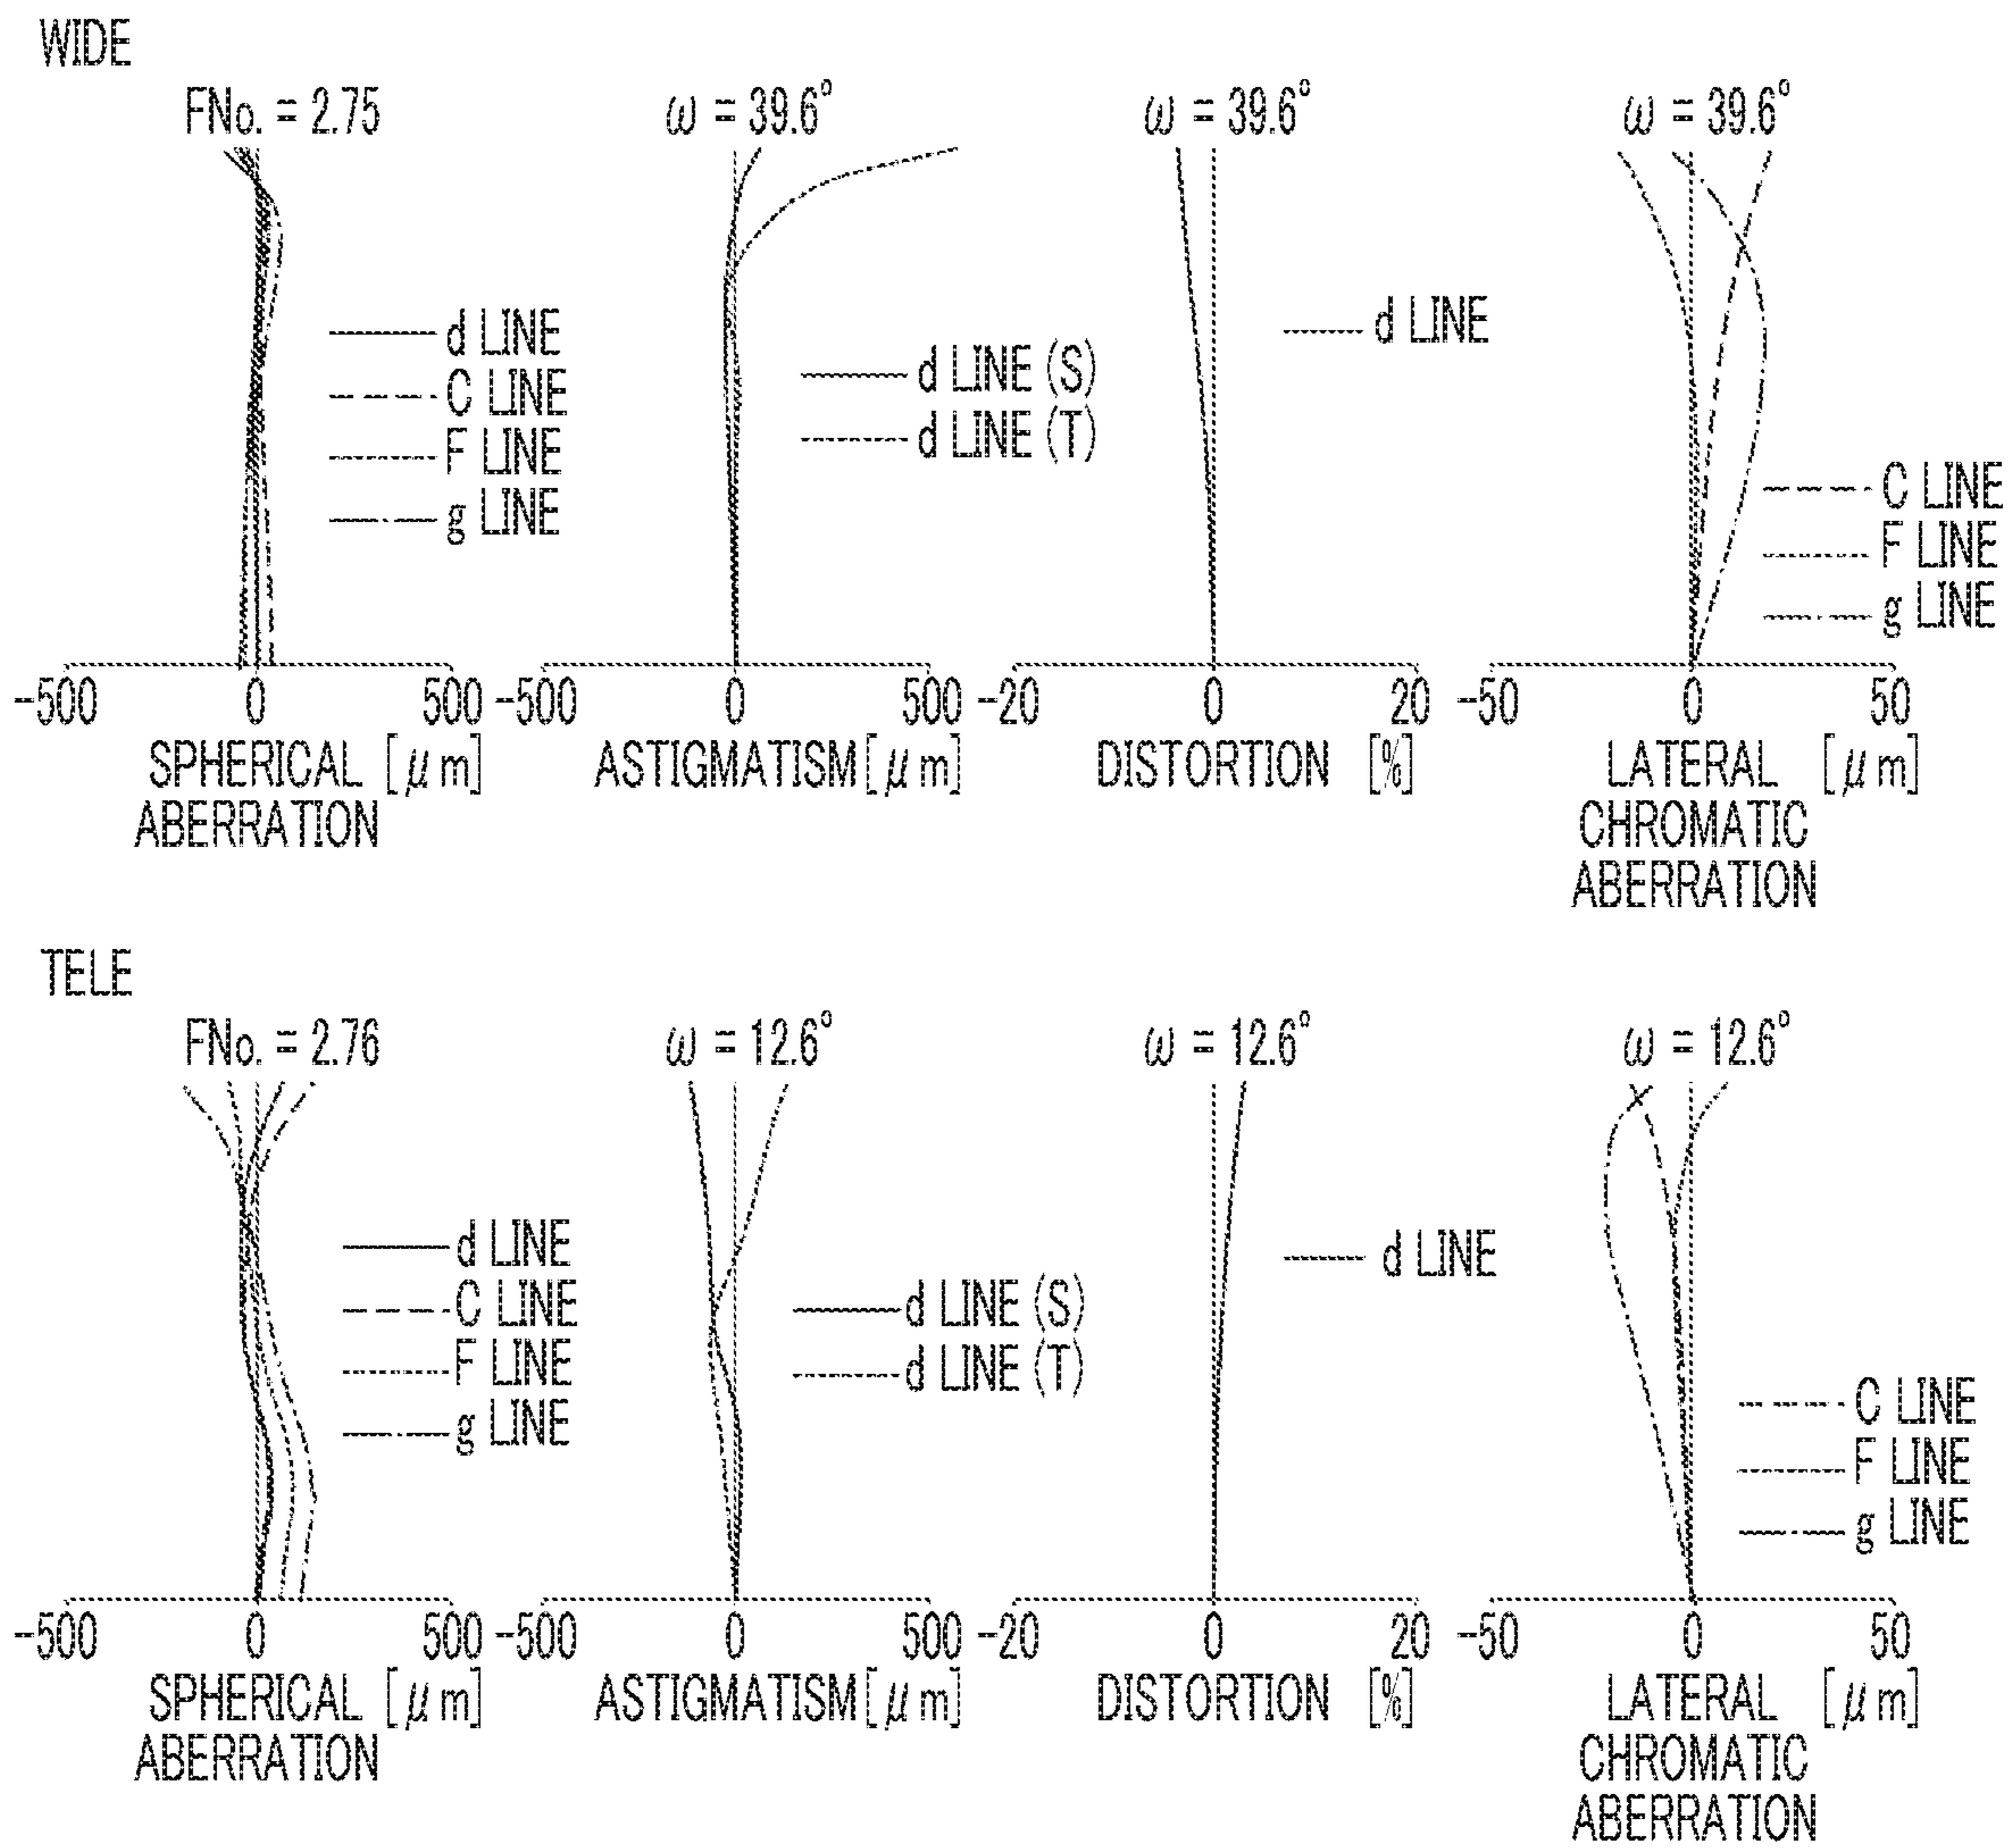 WIDE
FNo. = 2.75
ω = 39.6°
ω = 39.6°
ω = 39.6°
d LINE
C LINE
F LINE
g LINE
d LINE (S)
d LINE (T)
d LINE
C LINE
F LINE
g LINE
-500 0 500
-500 0 500
-20 0 20
-50 0 50
SPHERICAL [μm]
ABERRATION
ASTIGMATISM [μm]
DISTORTION [%]
LATERAL [μm]
CHROMATIC
ABERRATION
TELE
FNo. = 2.76
ω = 12.6°
ω = 12.6°
ω = 12.6°
d LINE
C LINE
F LINE
g LINE
d LINE (S)
d LINE (T)
d LINE
C LINE
F LINE
g LINE
-500 0 500
-500 0 500
-20 0 20
-50 0 50
SPHERICAL [μm]
ABERRATION
ASTIGMATISM [μm]
DISTORTION [%]
LATERAL [μm]
CHROMATIC
ABERRATION